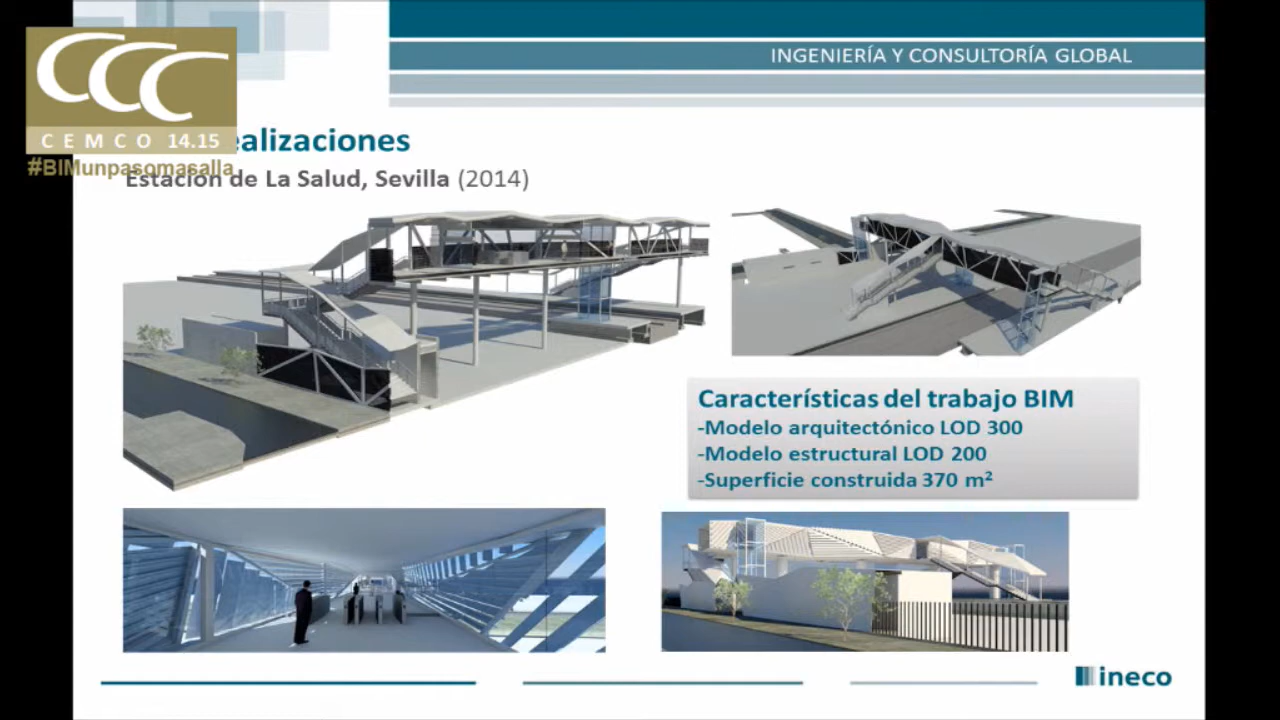 INGENIERÍA Y CONSULTORÍA GLOBAL
CCC
CEMCO 14.15
#BIMunpasomasalla
ealizaciones
Estación de La Salud, Sevilla (2014)
Características del trabajo BIM
-Modelo arquitectónico LOD 300
-Modelo estructural LOD 200
-Superficie construida 370 m²
ineco